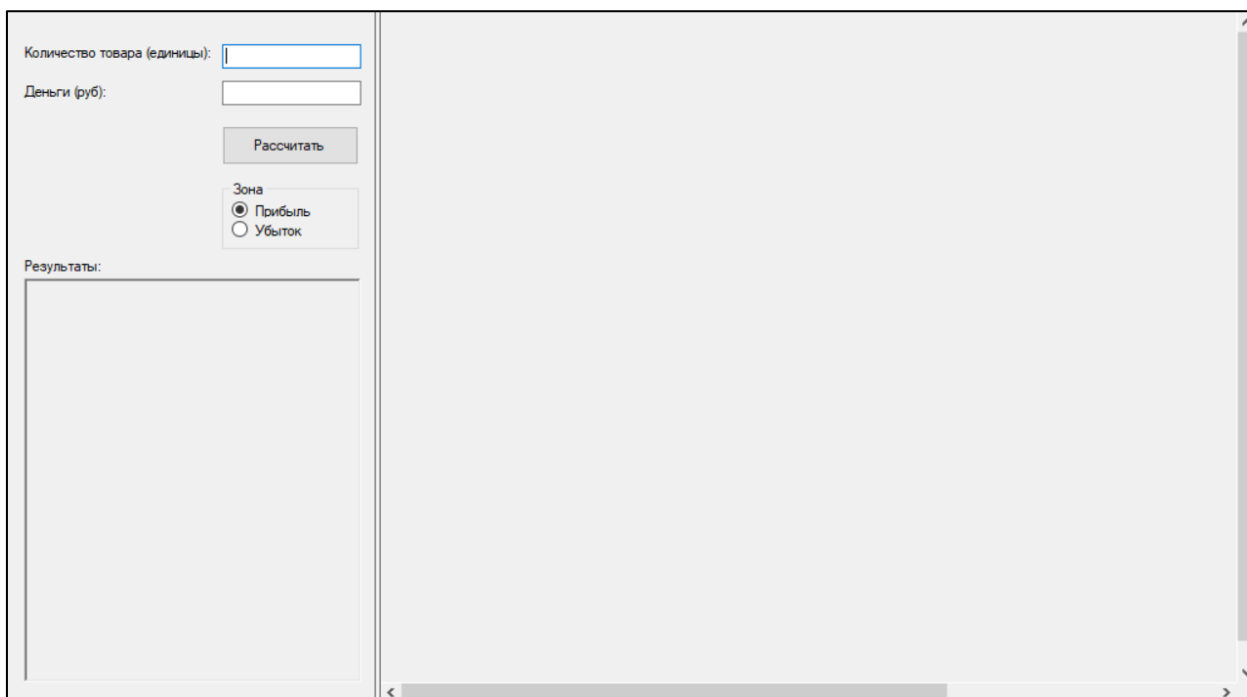 Количество товара (единицы):
Деньги (руб):
Рассчитать
Зона
Прибыль
Убыток
Результаты: